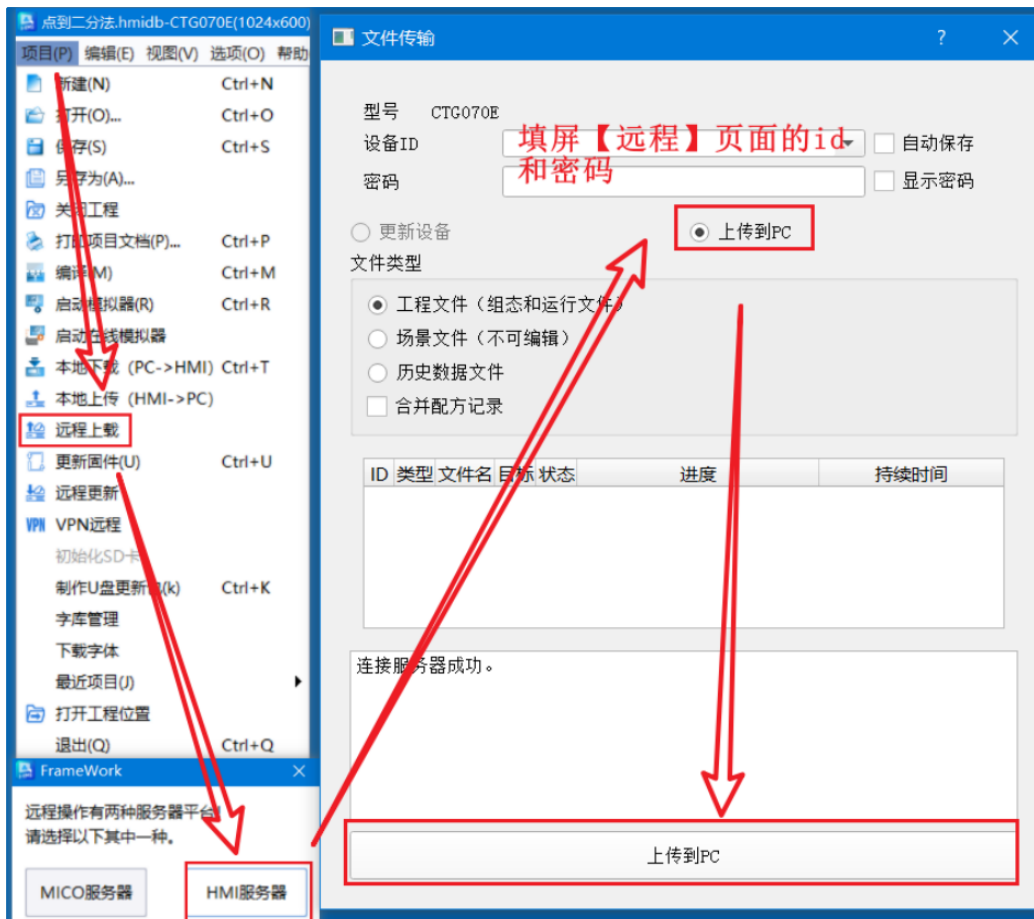 点到二分法.hmidb-CTG070E(1024x600)
项目(P) 编辑(E) 视图(V) 选项(O) 帮助
新建(N) Ctrl+N
打开(O)... Ctrl+O
保存(S) Ctrl+S
另存为(A)...
关闭工程
打印项目文档(P)... Ctrl+P
编译(M) Ctrl+M
启动模拟器(R) Ctrl+R
启动在线模拟器
本地下载 (PC->HMI) Ctrl+T
本地上传 (HMI->PC)
远程上载
更新固件(U) Ctrl+U
远程更新
VPN VPN远程
初始化SD卡
制作U盘更新包(k) Ctrl+K
字库管理
下载字体
最近项目(J)
打开工程位置
退出(Q) Ctrl+Q
FrameWork
远程操作有两种服务器平台!
请选择以下其中一种。
MICO服务器 HMI服务器
文件传输 ?
型号 CTG070E
设备ID 自动保存
填屏【远程】页面的id
和密码
密码 显示密码
更新设备 上传到PC
文件类型
工程文件（组态和运行文件）
场景文件（不可编辑）
历史数据文件
合并配方记录
ID 类型 文件名 目标 状态 进度 持续时间
连接服务器成功。
上传到PC